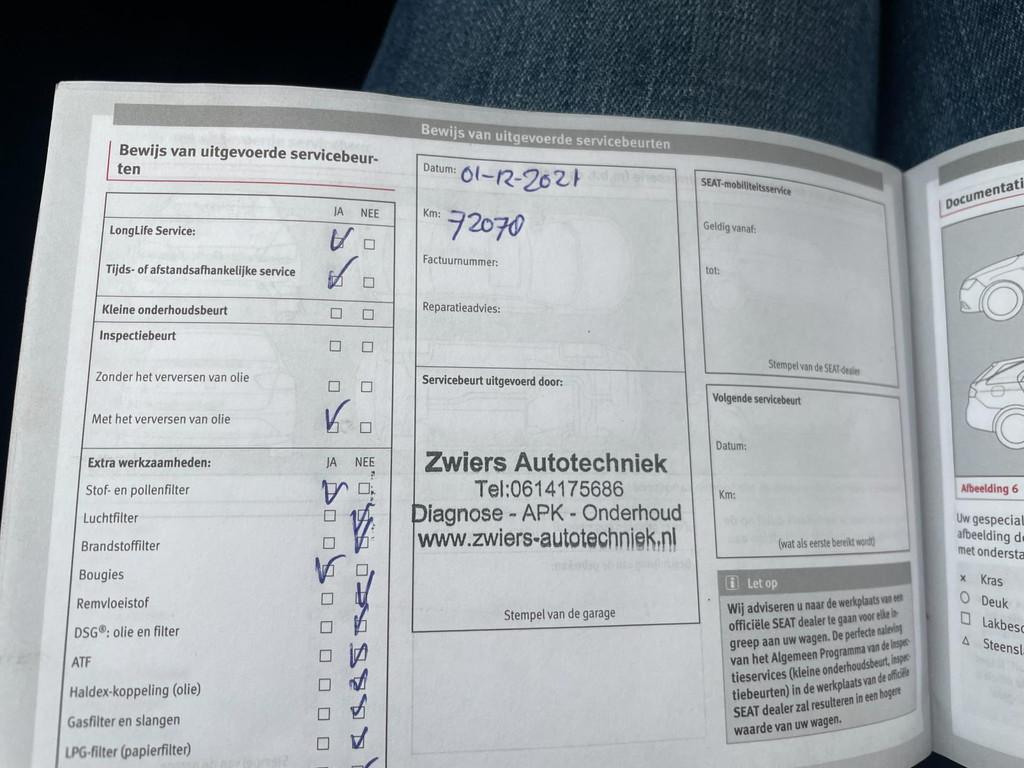 Bewijs van uitgevoerde servicebeurten
Bewijs van uitgevoerde servicebeur-
ten
JA NEE
LongLife Service:
Tijds- of afstandsafhankelijke service
Kleine onderhoudsbeurt
Inspectiebeurt
Zonder het verversen van olie
Met het verversen van olie
Extra werkzaamheden: JA NEE
Stof- en pollenfilter
Luchtfilter
Brandstoffilter
Bougies
Remvloeistof
DSG®: olie en filter
ATF
Haldex-koppeling (olie)
Gasfilter en slangen
LPG-filter (papierfilter)
Datum: 01-12-2021
Km: 72070
Factuurnummer:
Reparatieadvies:
Servicebeurt uitgevoerd door:
Zwiers Autotechniek
Tel:0614175686
Diagnose - APK - Onderhoud
www.zwiers-autotechniek.nl
Stempel van de garage
SEAT-mobiliteitsservice
Geldig vanaf:
tot:
Stempel van de SEAT-dealer
Volgende servicebeurt
Datum:
Km:
(wat als eerste bereikt wordt)
i Let op
Wij adviseren u naar de werkplaats van een
officiële SEAT dealer te gaan voor elke in-
greep aan uw wagen. De perfecte naleving
van het Algemeen Programma van de Inspec-
tieservices (kleine onderhoudsbeurt, inspec-
tiebeurten) in de werkplaats van de officiële
SEAT dealer zal resulteren in een hogere
waarde van uw wagen.
Documentati
Afbeelding 6
Uw gespecial
afbeelding de
met ondersta
× Kras
○ Deuk
□ Lakbesc
△ Steensl